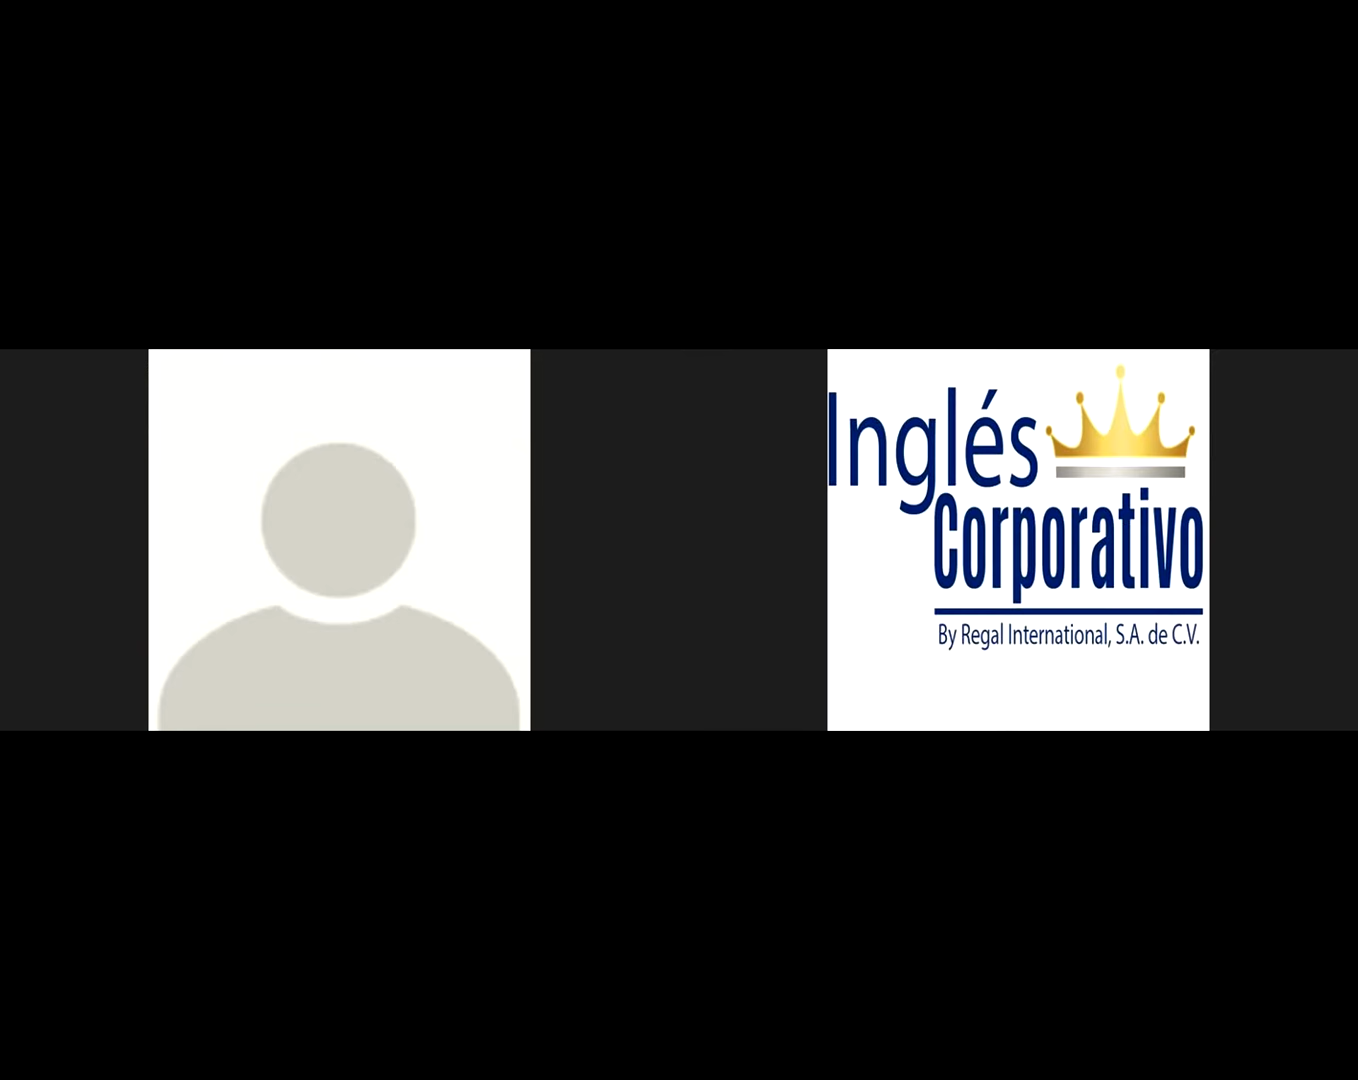 Inglés
Corporativo
By Regal International, S.A. de C.V.